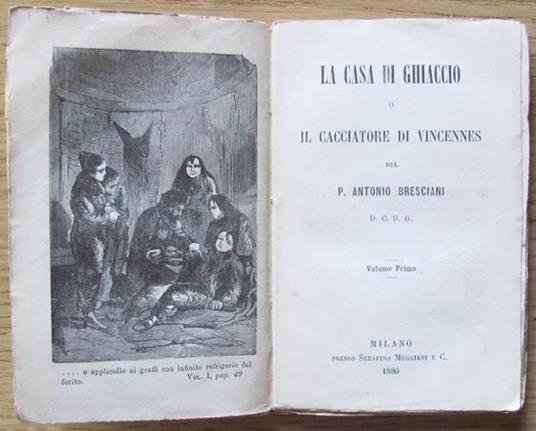 .... e applicollo ai graffi con infinito refrigerio del
ferito. VOL. I, pag. 49
LA CASA DI GHIACCIO
O
IL CACCIATORE DI VINCENNES
DEL
P. ANTONIO BRESCIANI
D. C. D. G.
Volume Primo
MILANO
PRESSO SERAFINO MUGGIANI E C.
1880